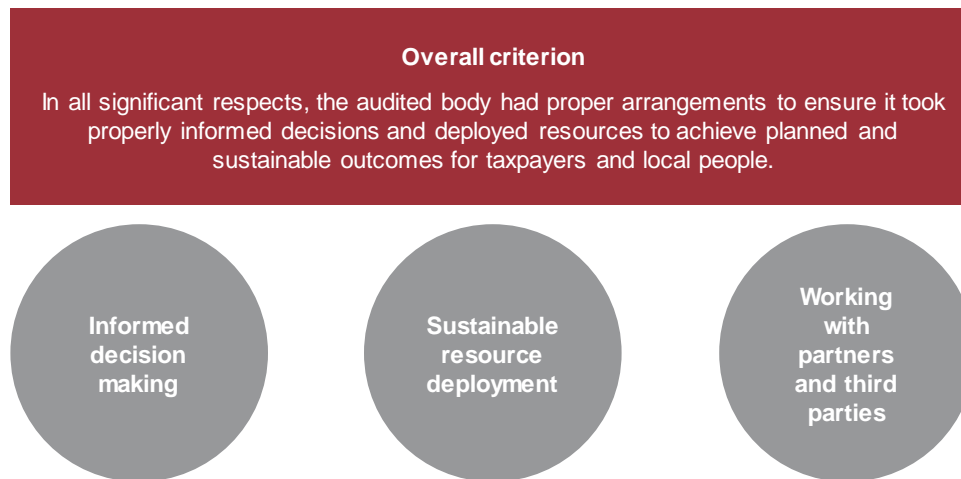 Overall criterion
In all significant respects, the audited body had proper arrangements to ensure it took
properly informed decisions and deployed resources to achieve planned and
sustainable outcomes for taxpayers and local people.
Informed
decision
making
Sustainable
resource
deployment
Working
with
partners
and third
parties